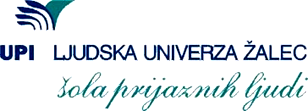 UPI LJUDSKA UNIVERZA ŽALEC
šola prijaznih ljudi